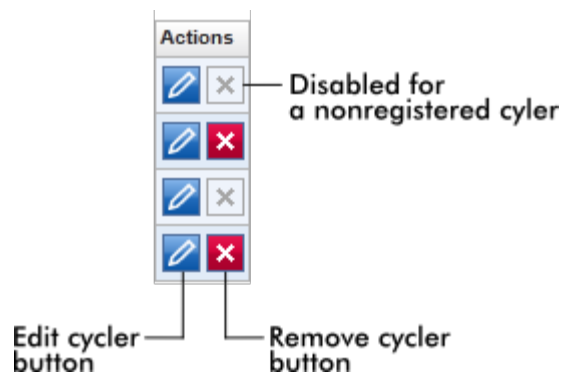 Actions
Disabled for
a nonregistered cyler
Edit cycler
button
Remove cycler
button